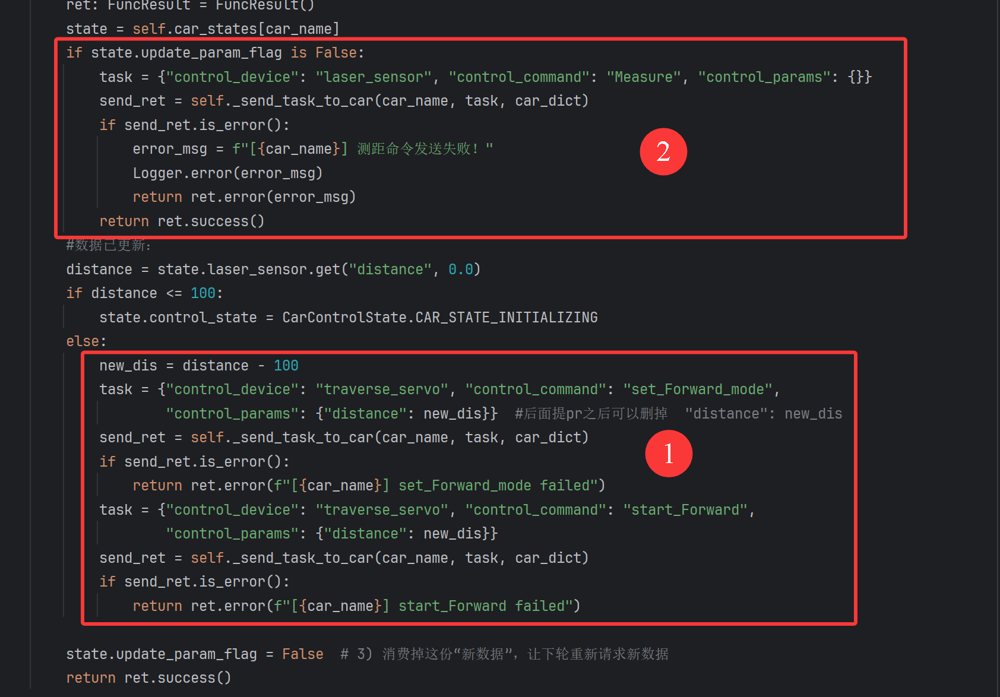 ret: FuncResult = FuncResult()
state = self.car_states[car_name]
if state.update_param_flag is False:
task = {"control_device": "laser_sensor", "control_command": "Measure", "control_params": {}}
send_ret = self._send_task_to_car(car_name, task, car_dict)
if send_ret.is_error():
error_msg = f"[{car_name}] 测距命令发送失败！"
2
Logger.error(error_msg)
return ret.error(error_msg)
return ret.success()
#数据已更新：
distance = state.laser_sensor.get("distance", 0.0)
if distance <= 100:
state.control_state = CarControlState.CAR_STATE_INITIALIZING
else:
new_dis = distance - 100
task = {"control_device": "traverse_servo", "control_command": "set_Forward_mode",
"control_params": {"distance": new_dis}}  #后面提pr之后可以删掉  "distance": new_dis
send_ret = self._send_task_to_car(car_name, task, car_dict)
1
if send_ret.is_error():
return ret.error(f"[{car_name}] set_Forward_mode failed")
task = {"control_device": "traverse_servo", "control_command": "start_Forward",
"control_params": {"distance": new_dis}}
send_ret = self._send_task_to_car(car_name, task, car_dict)
if send_ret.is_error():
return ret.error(f"[{car_name}] start_Forward failed")
state.update_param_flag = False  # 3) 消费掉这份“新数据”，让下轮重新请求新数据
return ret.success()